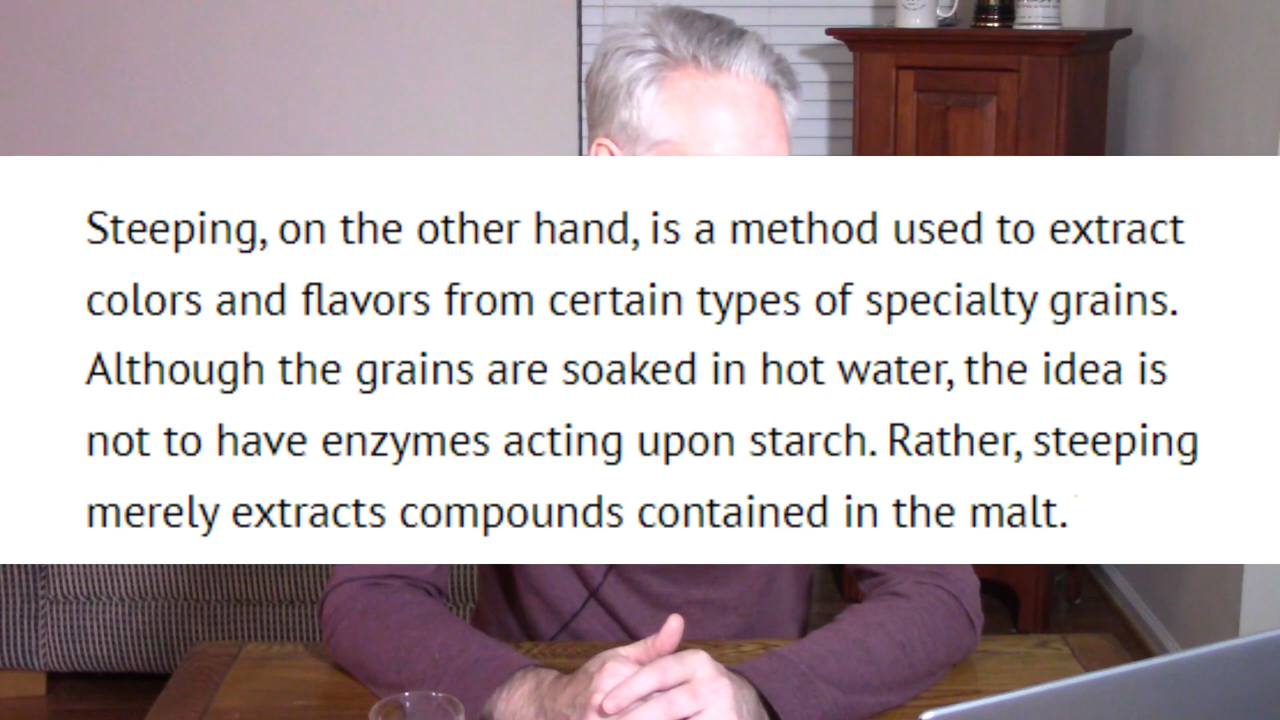 Steeping, on the other hand, is a method used to extract
colors and flavors from certain types of specialty grains.
Although the grains are soaked in hot water, the idea is
not to have enzymes acting upon starch. Rather, steeping
merely extracts compounds contained in the malt.